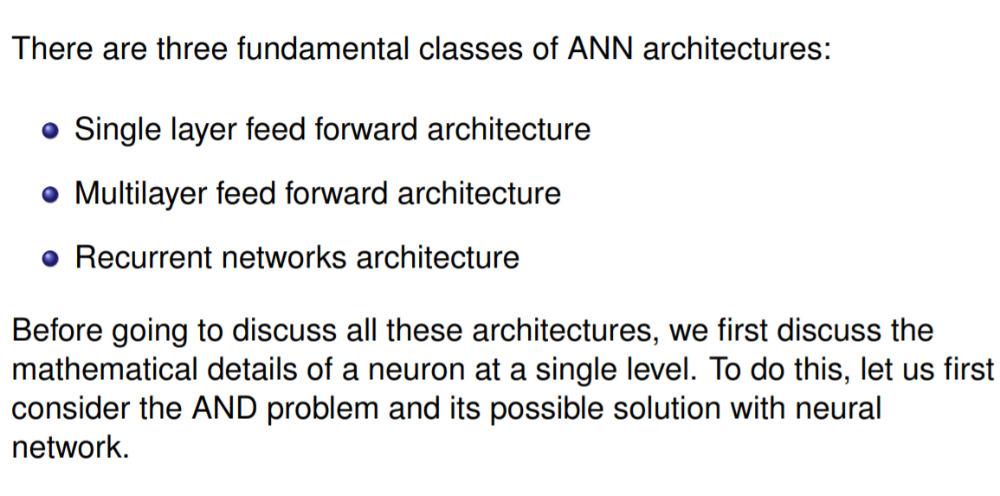 There are three fundamental classes of ANN architectures:
Single layer feed forward architecture
Multilayer feed forward architecture
Recurrent networks architecture
Before going to discuss all these architectures, we first discuss the
mathematical details of a neuron at a single level. To do this, let us first
consider the AND problem and its possible solution with neural
network.